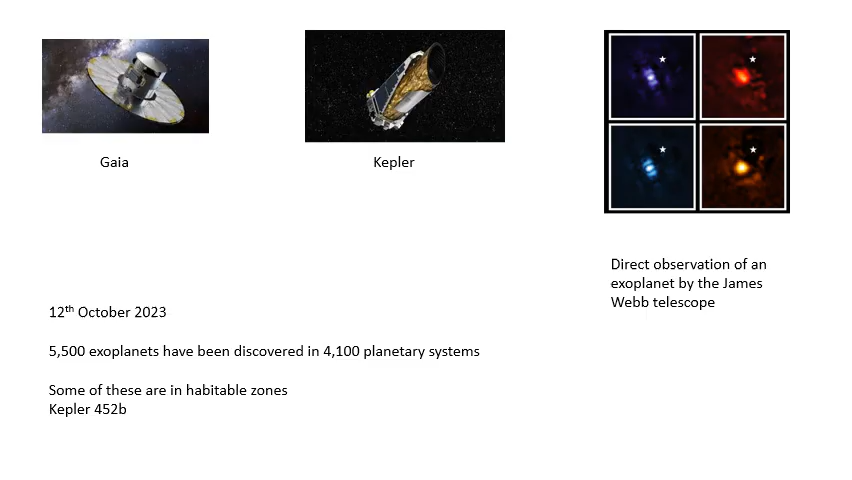 Gaia
Kepler
Direct observation of an
exoplanet by the James
Webb telescope
12th October 2023
5,500 exoplanets have been discovered in 4,100 planetary systems
Some of these are in habitable zones
Kepler 452b